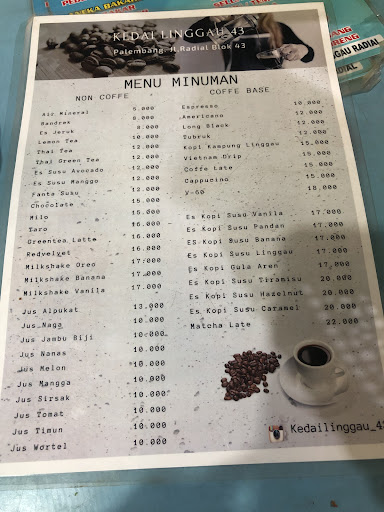 KEDAI LINGGAU 43
Palembang. Jl.Radial Blok 43
MENU MINUMAN
NON COFFE
Air Mineral 5.000
Bandrek 8.000
Es Jeruk 8.000
Lemon Tea 10.000
Thai Tea 12.000
Thai Green Tea 12.000
Es Susu Avocado 12.000
Es Susu Manggo 12.000
Fanta Susu 12.000
Chocolate 15.000
Milo 15.000
Taro 16.000
Greentea Latte 16.000
Redvelvet 16.000
Milkshake Oreo 17.000
Milkshake Banana 17.000
Milkshake Vanila 17.000
Jus Alpukat 13.000
Jus Naga 10.000
Jus Jambu Biji 10.000
Jus Nanas 10.000
Jus Melon 10.000
Jus Mangga 10.000
Jus Sirsak 10.000
Jus Tomat 10.000
Jus Timun 10.000
Jus Wortel 10.000
COFFE BASE
Espresso 10.000
Americano 12.000
Long Black 12.000
Tubruk 12.000
Kopi Kampung Linggau 15.000
Vietnam Drip 15.000
Coffe Late 15.000
Cappucino 15.000
V-60 18.000
Es Kopi Susu Vanila 17.000
Es Kopi Susu Pandan 17.000
ES Kopi Susu Banana 17.000
Es Kopi Susu Linggau 17.000
Es Kopi Gula Aren 17.000
Es Kopi Susu Tiramisu 20.000
Es Kopi Susu Hazelnut 20.000
Es Kopi Susu Caramel 20.000
Matcha Late 22.000
Kedailinggau_4
GGAU RADIAL